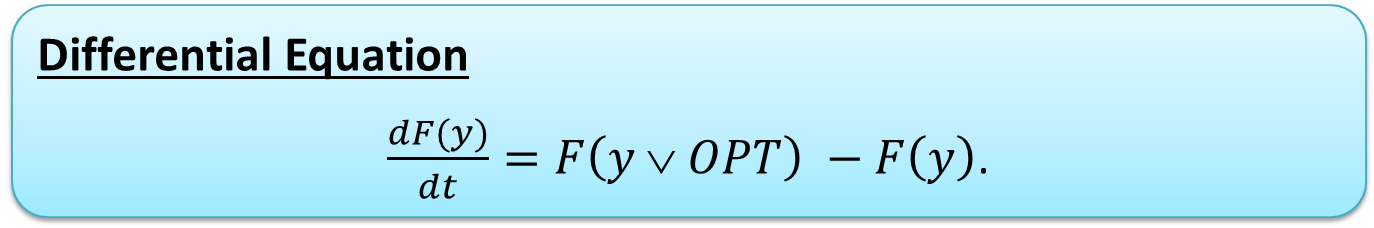 Differential Equation
dF(y)/dt = F(y ∨ OPT) − F(y).